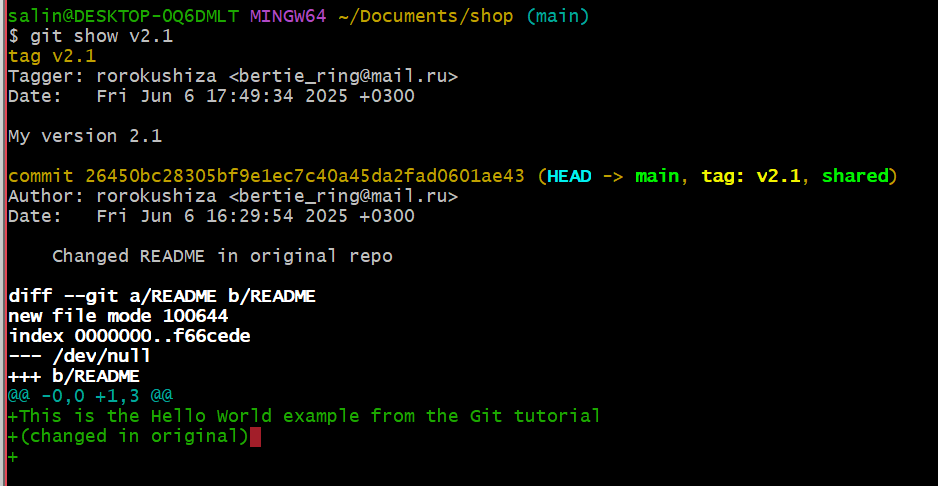 salin@DESKTOP-0Q6DMLT MINGW64 ~/Documents/shop (main)
$ git show v2.1
tag v2.1
Tagger: rorokushiza <bertie_ring@mail.ru>
Date:   Fri Jun 6 17:49:34 2025 +0300

My version 2.1

commit 26450bc28305bf9e1ec7c40a45da2fad0601ae43 (HEAD -> main, tag: v2.1, shared)
Author: rorokushiza <bertie_ring@mail.ru>
Date:   Fri Jun 6 16:29:54 2025 +0300

    Changed README in original repo

diff --git a/README b/README
new file mode 100644
index 0000000..f66cede
--- /dev/null
+++ b/README
@@ -0,0 +1,3 @@
+This is the Hello World example from the Git tutorial
+(changed in original)
+